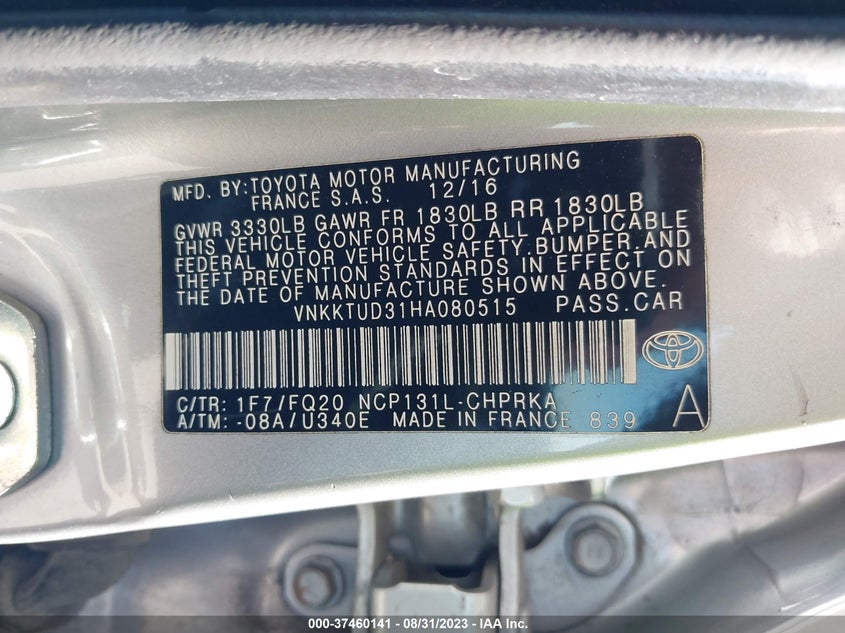 MFD. BY:TOYOTA MOTOR MANUFACTURING
FRANCE S.A.S. 12/16
GVWR 3330LB GAWR FR 1830LB RR 1830LB
THIS VEHICLE CONFORMS TO ALL APPLICABLE
FEDERAL MOTOR VEHICLE SAFETY,BUMPER,AND
THEFT PREVENTION STANDARDS IN EFFECT ON
THE DATE OF MANUFACTURE SHOWN ABOVE.
VNKKTUD31HA080515 PASS.CAR
C/TR: 1F7/FQ20 NCP131L-CHPRKA
A/TM: -08A/U340E MADE IN FRANCE 839 A
000-37460141 - 08/31/2023 - IAA Inc.